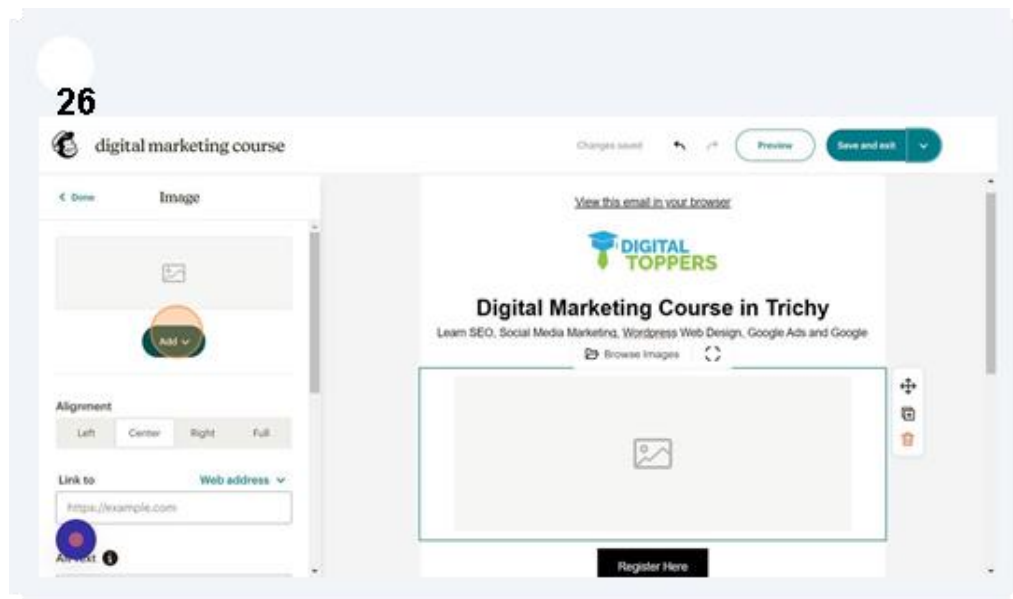 26
digital marketing course
Changes saved
Preview
Save and exit
Done
Image
Add
Alignment
Left Center Right Full
Link to
Web address
https://example.com
Alt Text
View this email in your browser
DIGITAL
TOPPERS
Digital Marketing Course in Trichy
Learn SEO, Social Media Marketing, Wordpress Web Design, Google Ads and Google
Browse Images
Register Here